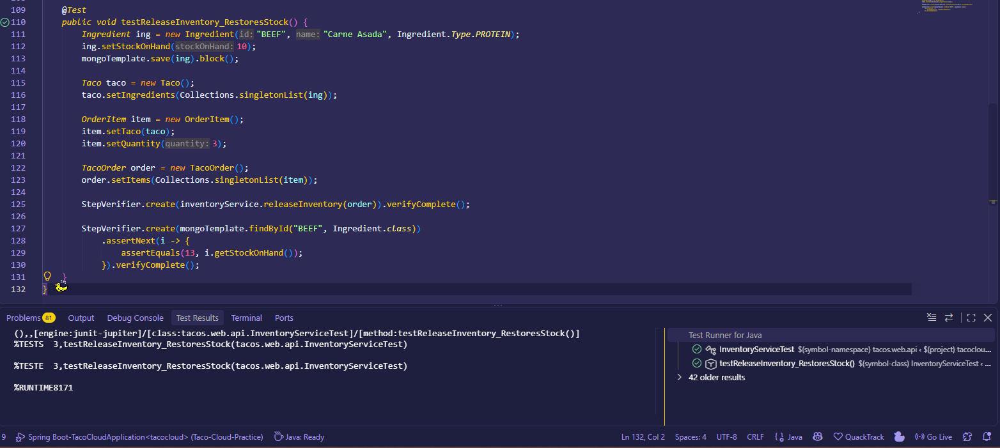 109 @Test
110 public void testReleaseInventory_RestoresStock() {
111 Ingredient ing = new Ingredient(id: "BEEF", name: "Carne Asada", Ingredient.Type.PROTEIN);
112 ing.setStockOnHand(stockOnHand: 10);
113 mongoTemplate.save(ing).block();
114
115 Taco taco = new Taco();
116 taco.setIngredients(Collections.singletonList(ing));
117
118 OrderItem item = new OrderItem();
119 item.setTaco(taco);
120 item.setQuantity(quantity: 3);
121
122 TacoOrder order = new TacoOrder();
123 order.setItems(Collections.singletonList(item));
124
125 StepVerifier.create(inventoryService.releaseInventory(order)).verifyComplete();
126
127 StepVerifier.create(mongoTemplate.findById("BEEF", Ingredient.class))
128 .assertNext(i -> {
129 assertEquals(13, i.getStockOnHand());
130 }).verifyComplete();
131 }
132 }
Problems 81 Output Debug Console Test Results Terminal Ports
(),,[engine:junit-jupiter]/[class:tacos.web.api.InventoryServiceTest]/[method:testReleaseInventory_RestoresStock()]
%TESTS 3,testReleaseInventory_RestoresStock(tacos.web.api.InventoryServiceTest)
%TESTE 3,testReleaseInventory_RestoresStock(tacos.web.api.InventoryServiceTest)
%RUNTIME8171
Test Runner for Java
InventoryServiceTest $(symbol-namespace) tacos.web.api < $(project) tacoclou...
testReleaseInventory_RestoresStock() $(symbol-class) InventoryServiceTest < ...
42 older results
9 Spring Boot-TacoCloudApplication<tacocloud> (Taco-Cloud-Practice) Java: Ready Ln 132, Col 2 Spaces: 4 UTF-8 CRLF {} Java QuackTrack Go Live